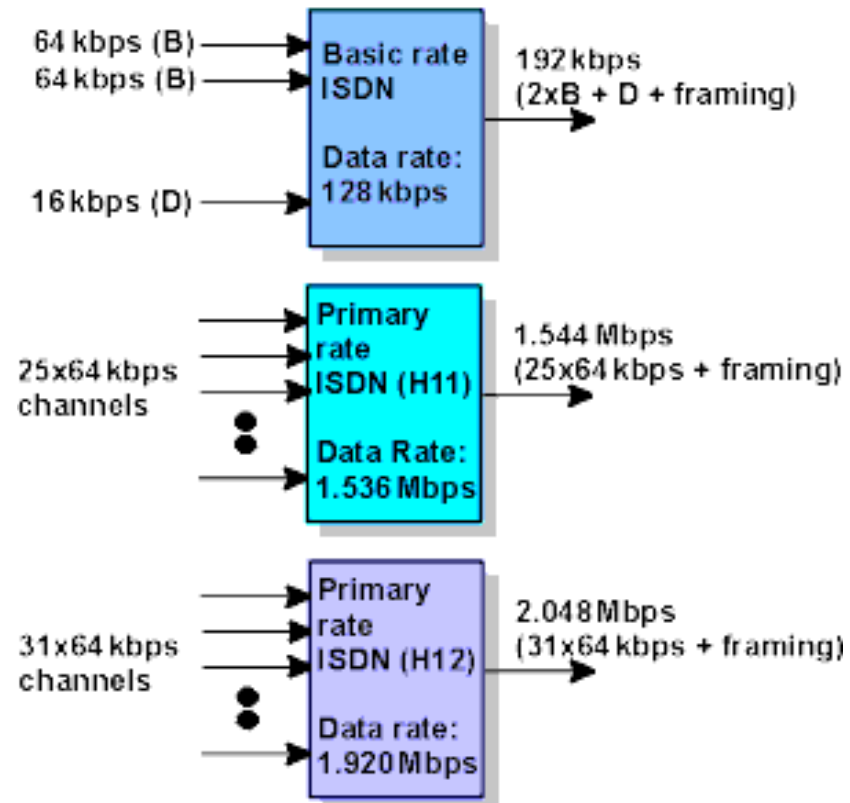 64 kbps (B)
64 kbps (B)
16 kbps (D)
Basic rate
ISDN
Data rate:
128 kbps
192 kbps
(2xB + D + framing)
25x64 kbps
channels
Primary
rate
ISDN (H11)
Data Rate:
1.536 Mbps
1.544 Mbps
(25x64 kbps + framing)
31x64 kbps
channels
Primary
rate
ISDN (H12)
Data rate:
1.920 Mbps
2.048 Mbps
(31x64 kbps + framing)